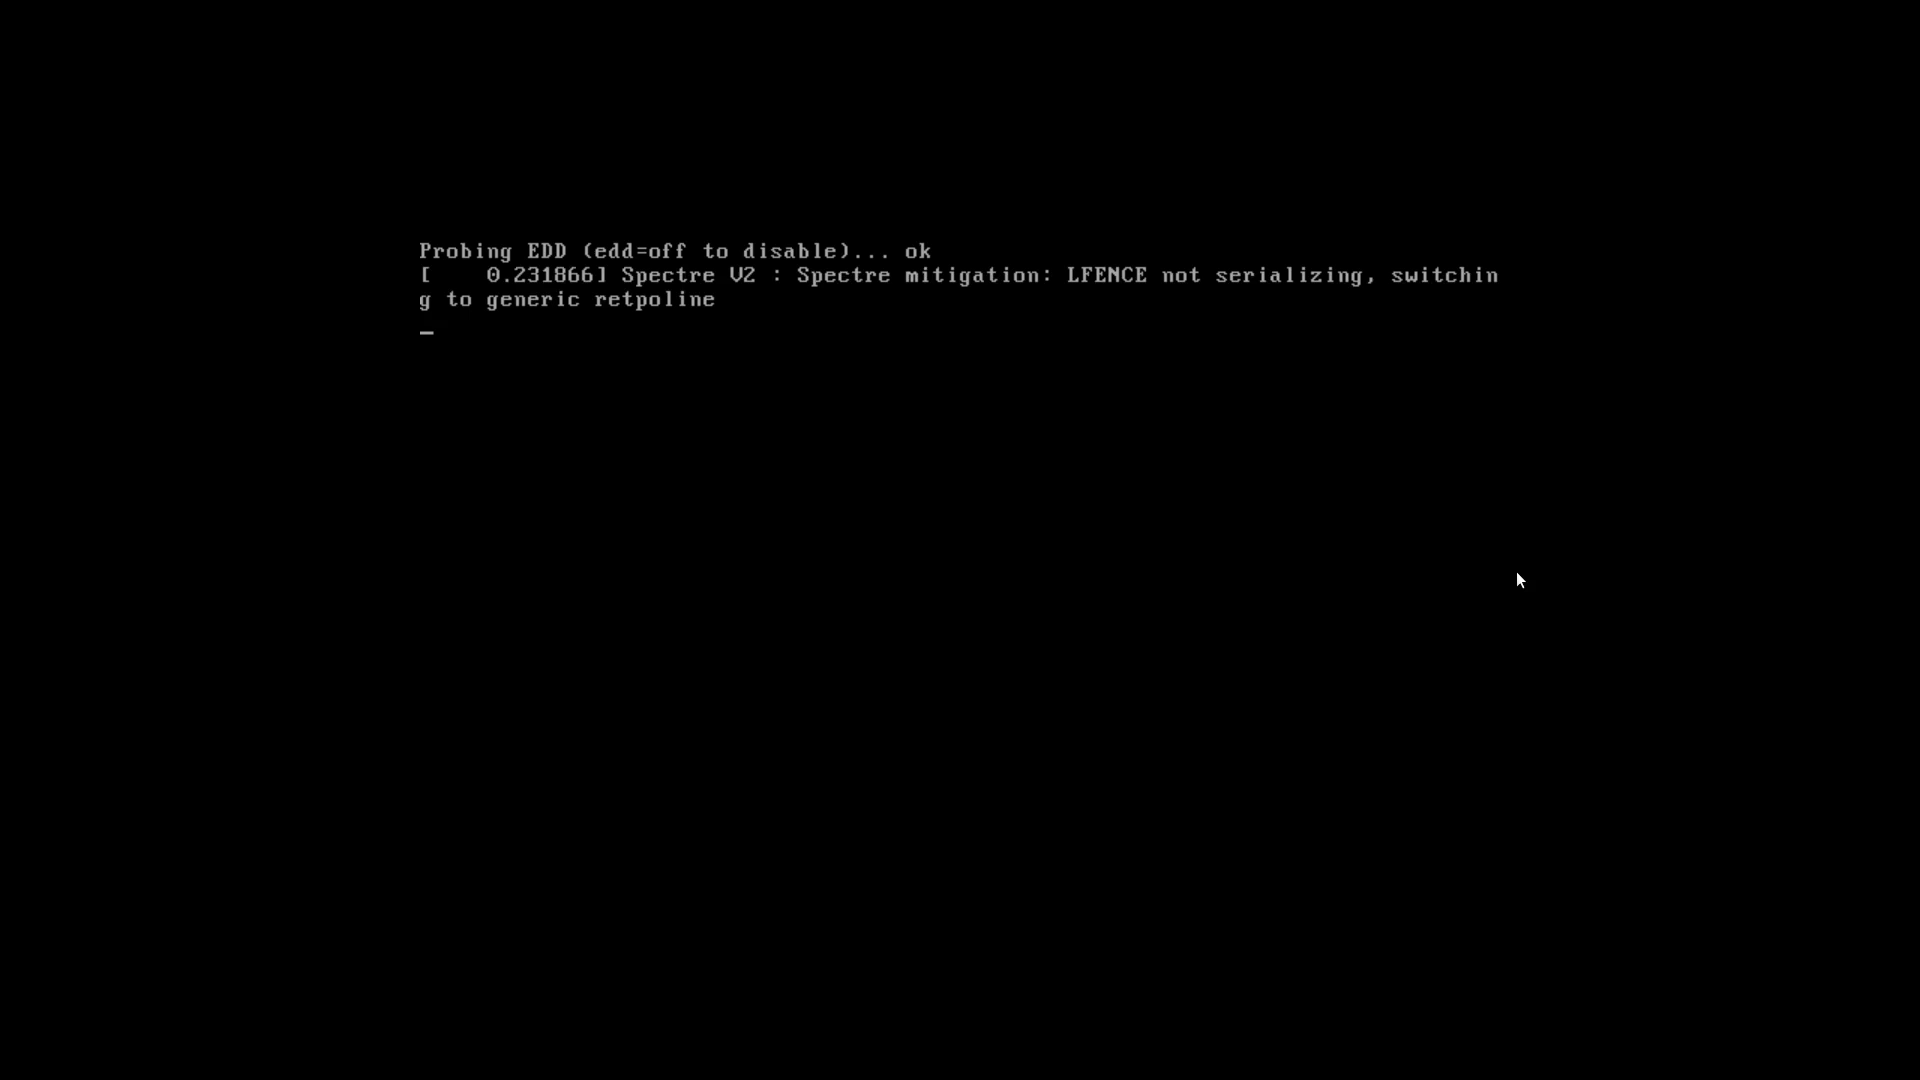 Probing EDD (edd=off to disable)... ok
[    0.231866] Spectre V2 : Spectre mitigation: LFENCE not serializing, switchin
g to generic retpoline
_